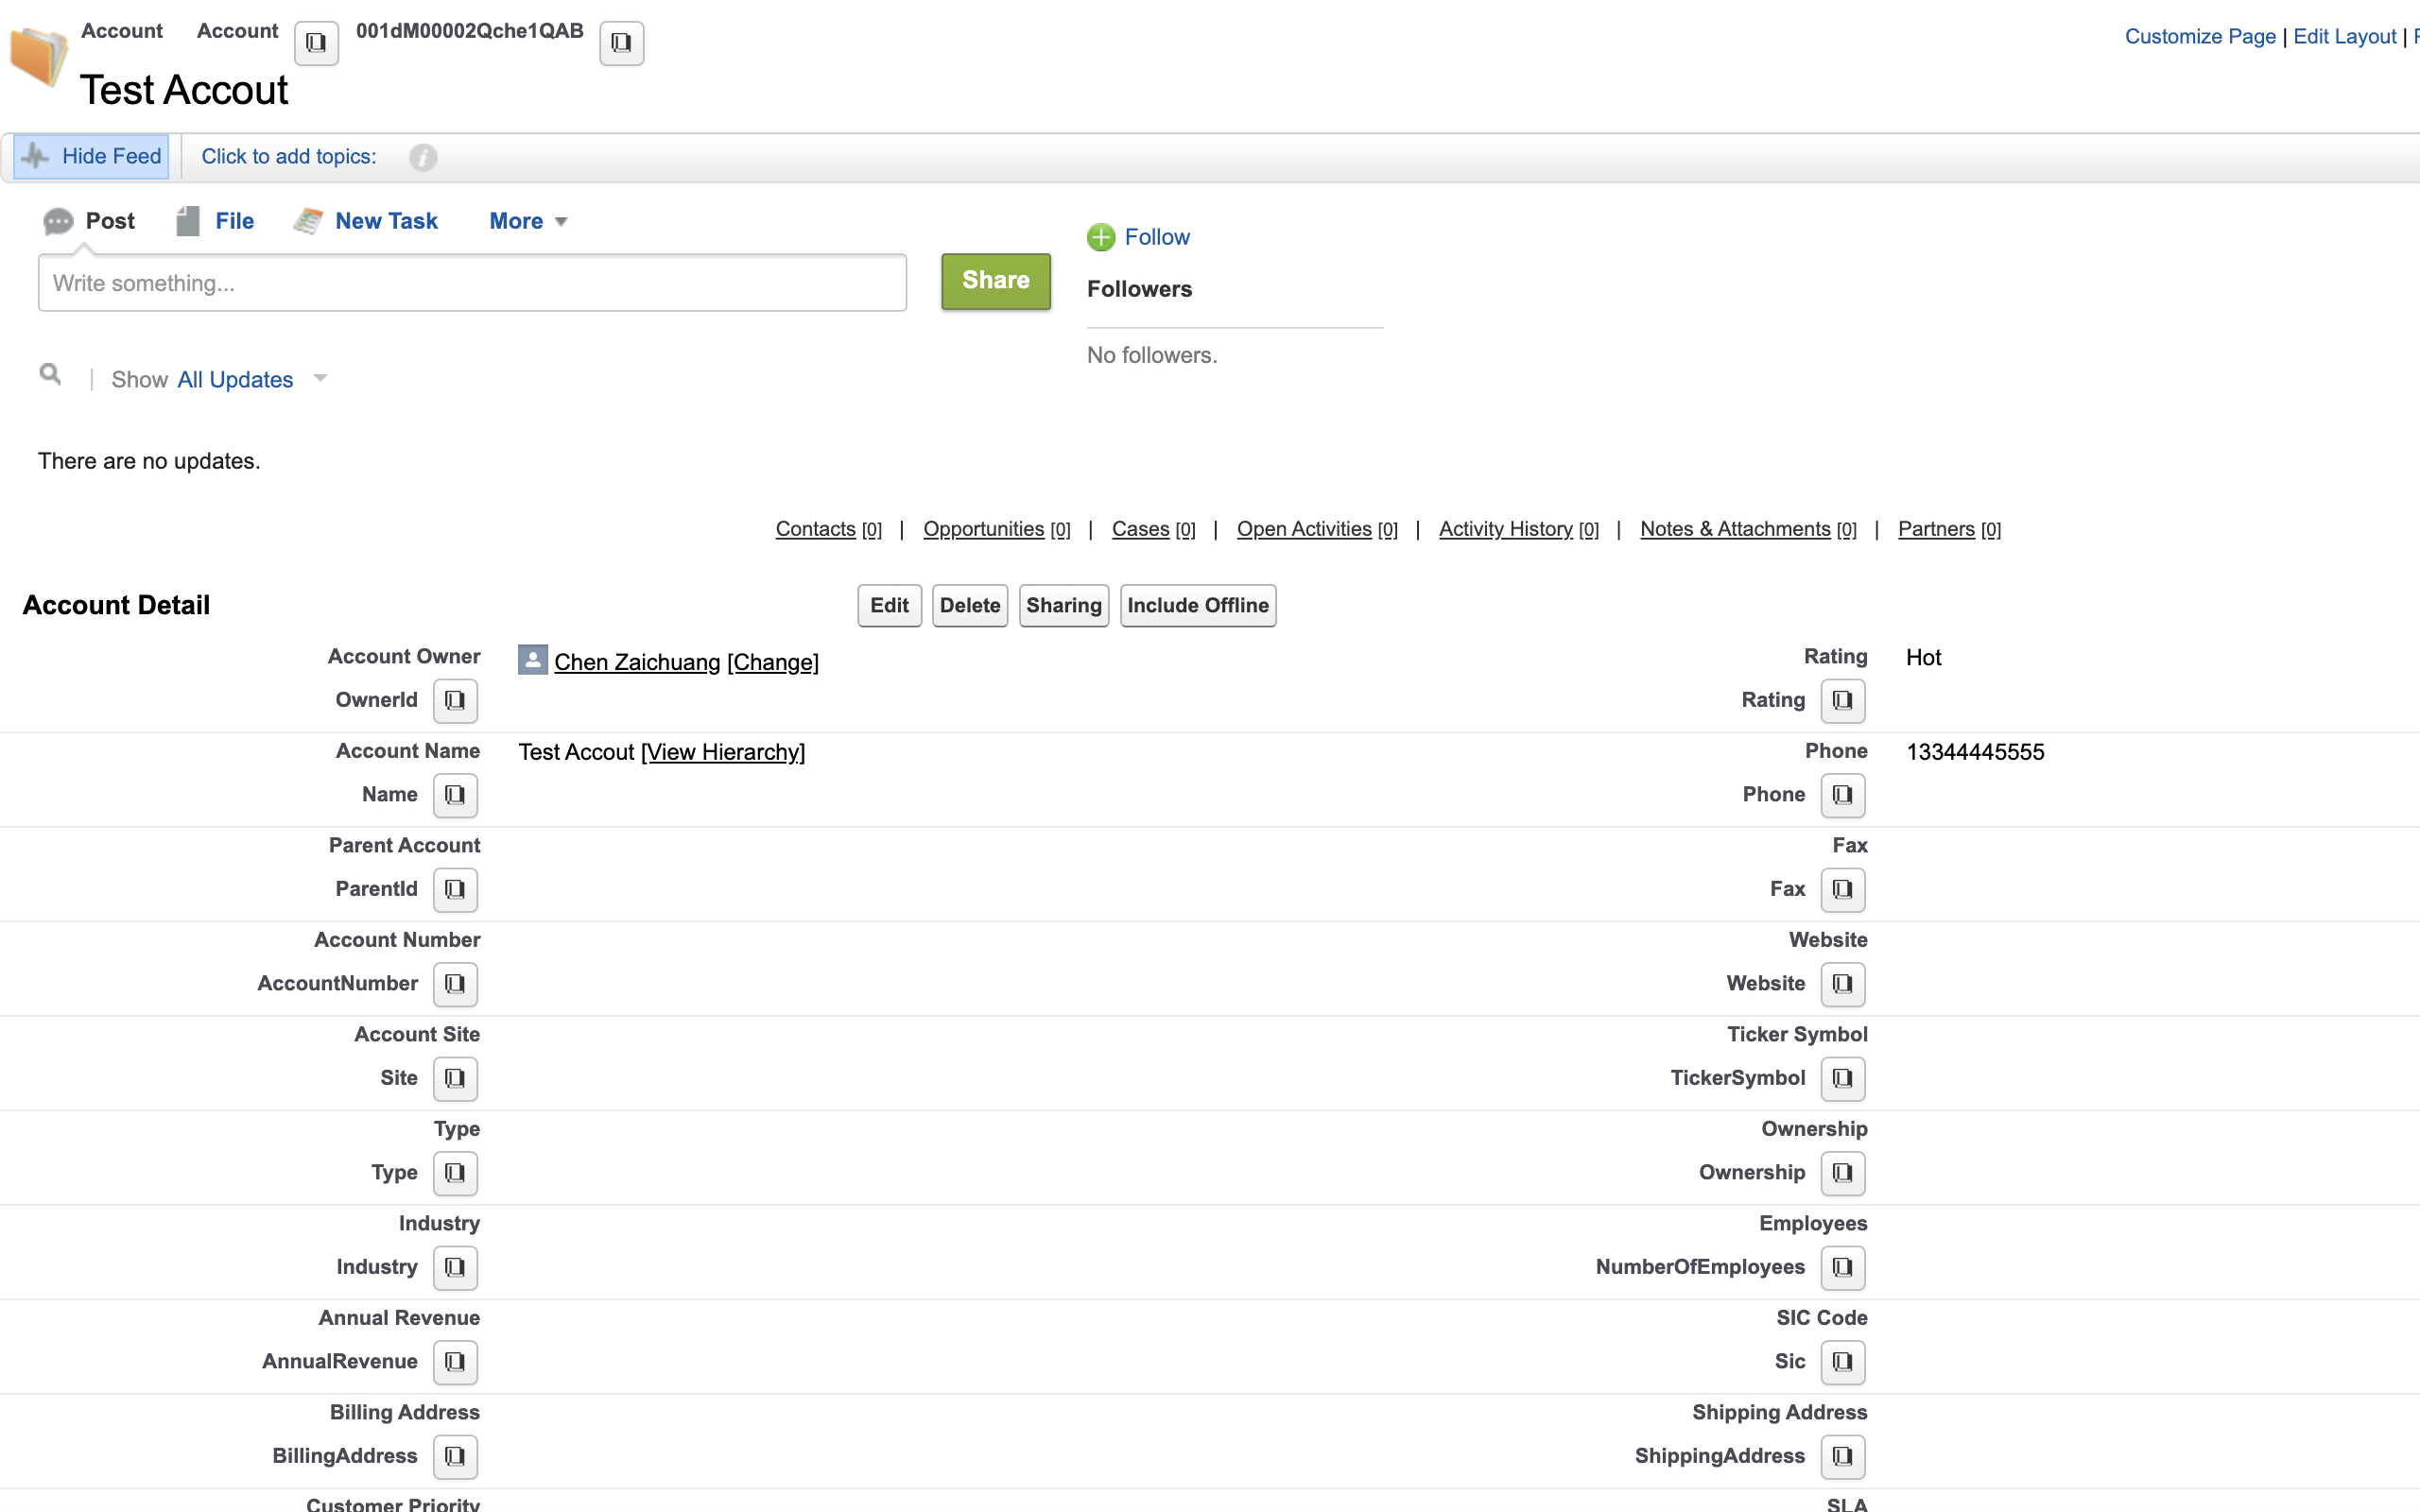 Account Account 001dM00002Qche1QAB
Customize Page | Edit Layout |
Test Accout
Hide Feed Click to add topics:
Post File New Task More
Follow
Write something...
Share
Followers
No followers.
Show All Updates
There are no updates.
Contacts [0] | Opportunities [0] | Cases [0] | Open Activities [0] | Activity History [0] | Notes & Attachments [0] | Partners [0]
Account Detail Edit Delete Sharing Include Offline
Account Owner Chen Zaichuang [Change] Rating Hot
OwnerId Rating
Account Name Test Accout [View Hierarchy] Phone 13344445555
Name Phone
Parent Account Fax
ParentId Fax
Account Number Website
AccountNumber Website
Account Site Ticker Symbol
Site TickerSymbol
Type Ownership
Type Ownership
Industry Employees
Industry NumberOfEmployees
Annual Revenue SIC Code
AnnualRevenue Sic
Billing Address Shipping Address
BillingAddress ShippingAddress
Customer Priority SLA